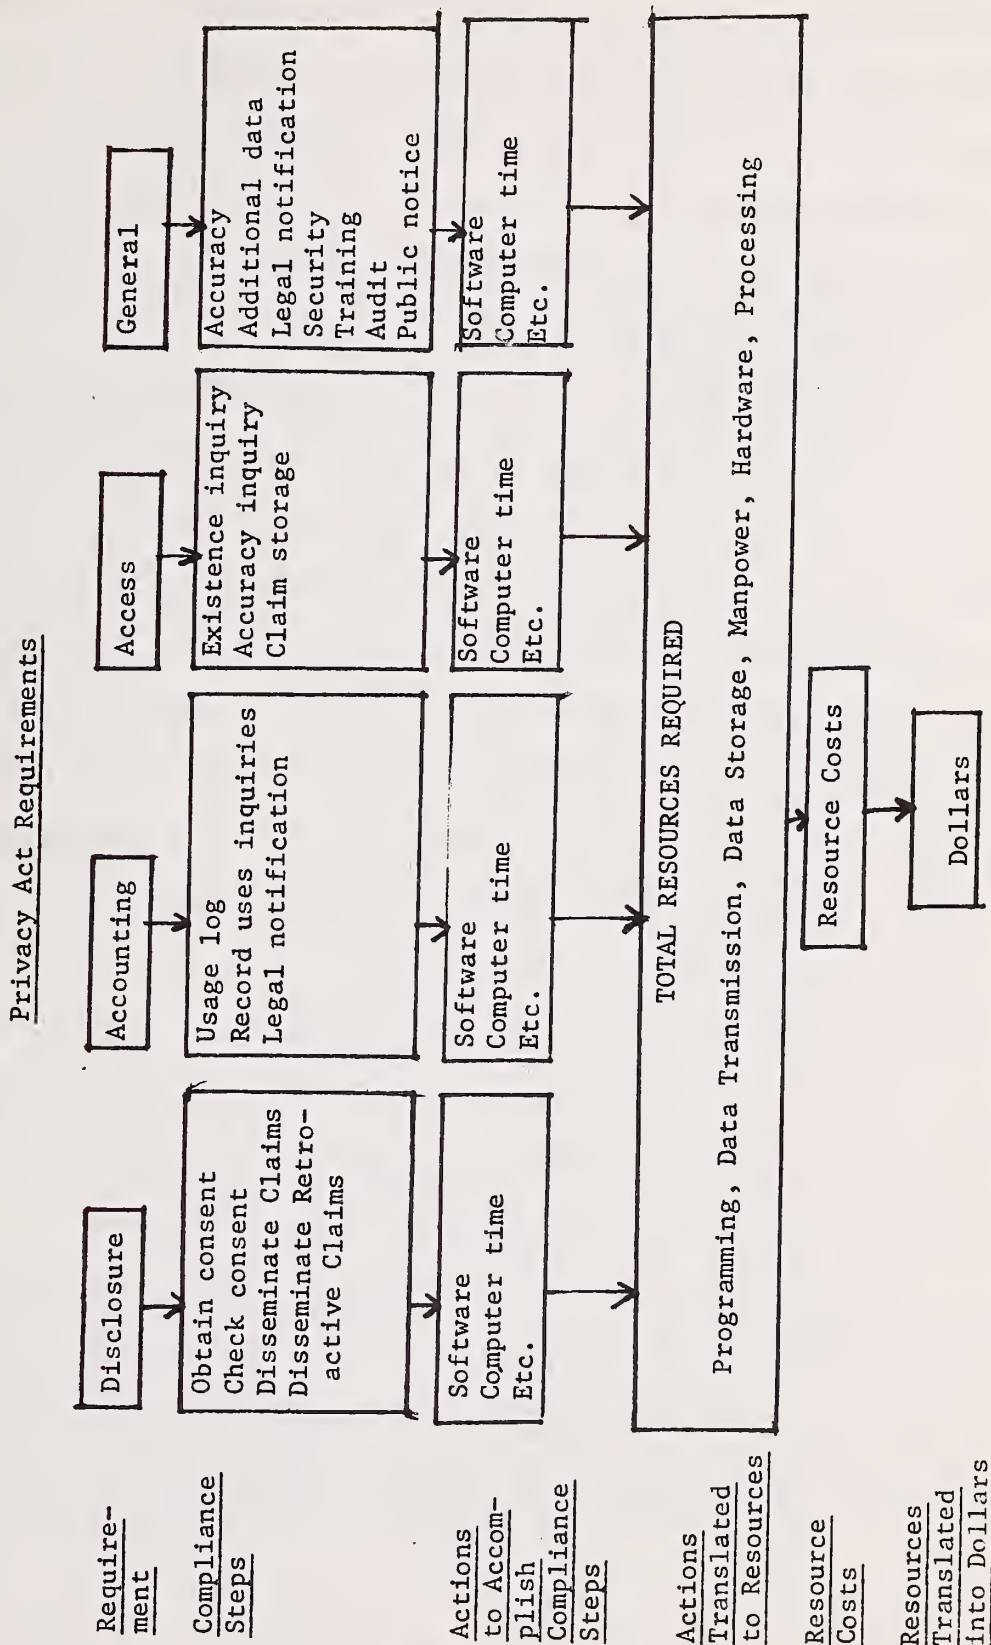 Privacy Act Requirements
Require-
ment
Disclosure
Accounting
Access
General
Compliance
Steps
Obtain consent
Check consent
Disseminate Claims
Disseminate Retro-
active Claims
Usage log
Record uses inquiries
Legal notification
Existence inquiry
Accuracy inquiry
Claim storage
Accuracy
Additional data
Legal notification
Security
Training
Audit
Public notice
Actions
to Accom-
plish
Compliance
Steps
Software
Computer time
Etc.
Software
Computer time
Etc.
Software
Computer time
Etc.
Software
Computer time
Etc.
Actions
Translated
to Resources
TOTAL RESOURCES REQUIRED
Programming, Data Transmission, Data Storage, Manpower, Hardware, Processing
Resource
Costs
Resource Costs
Resources
Translated
into Dollars
Dollars